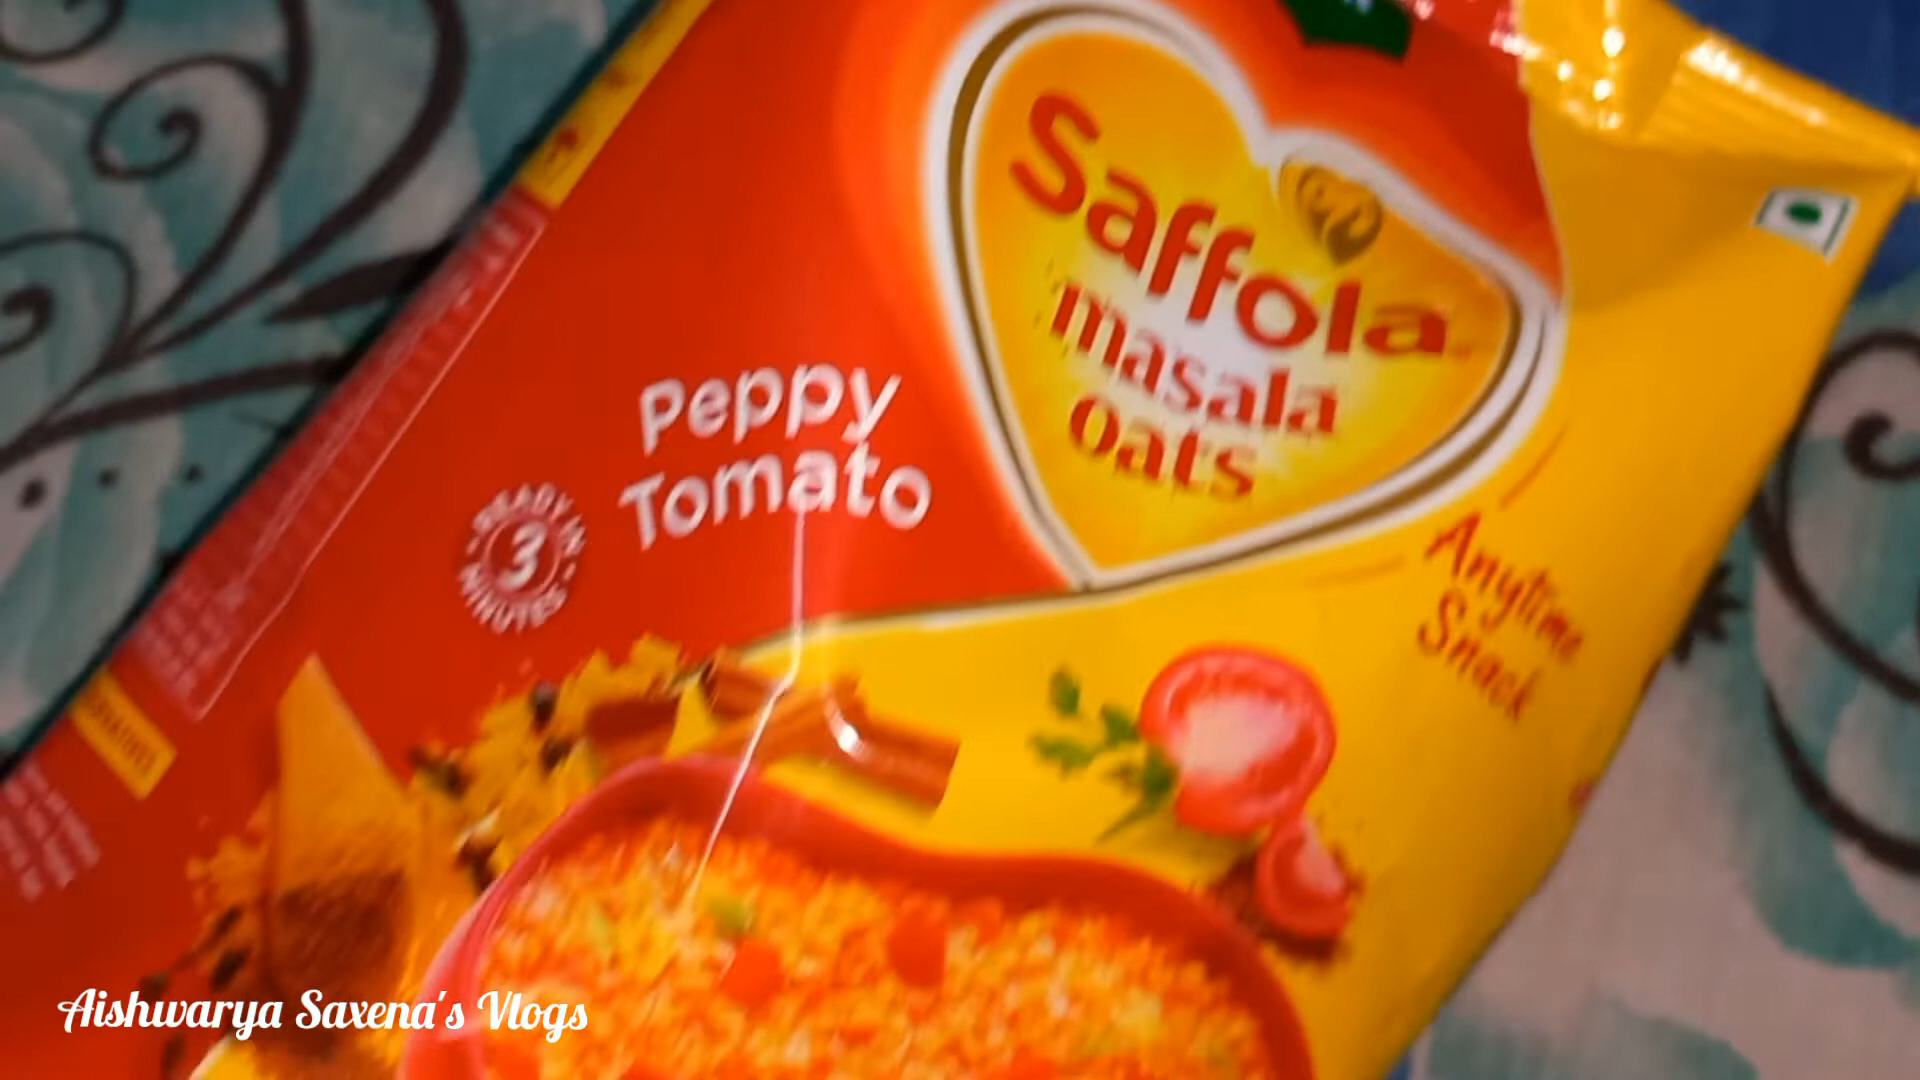 Saffola
masala
oats
Peppy
Tomato
READY IN
3
MINUTES
Anytime
Snack
Aishwarya Saxena's Vlogs